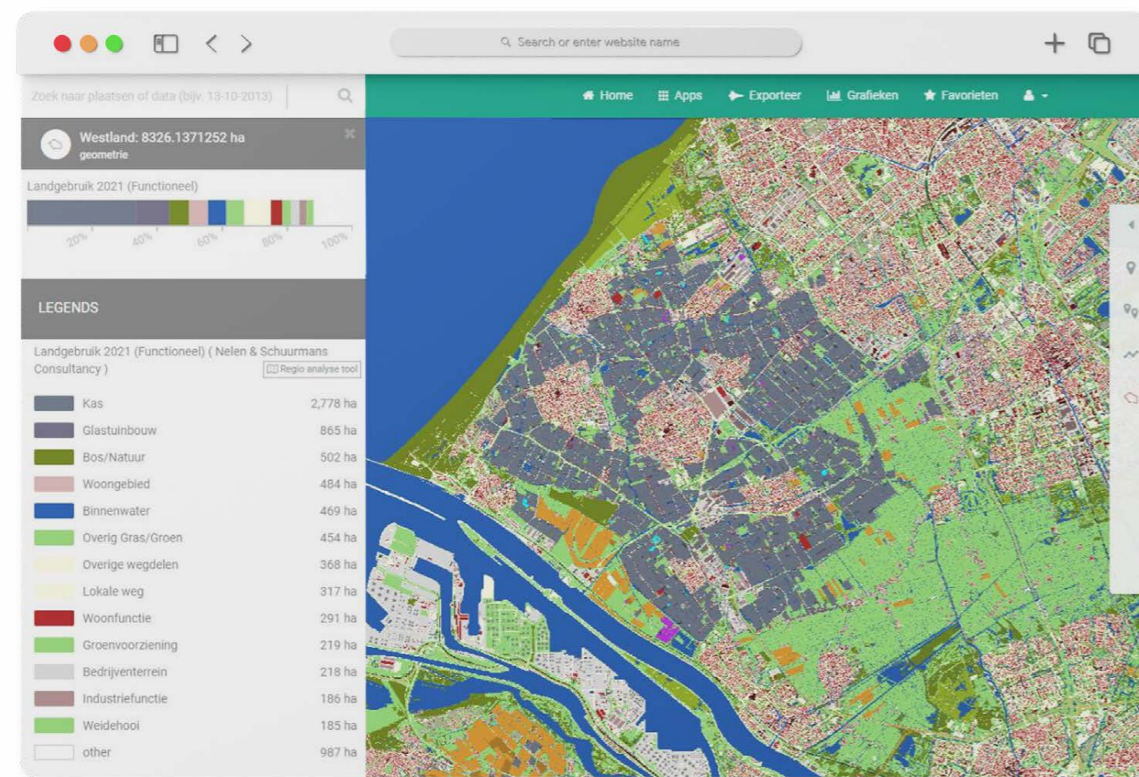 Search or enter website name
Zoek naar plaatsen of data (bijv. 13-10-2013)
Home Apps Exporteer Grafieken Favorieten
Westland: 8326.1371252 ha
geometrie
Landgebruik 2021 (Functioneel)
20% 40% 60% 80% 100%
LEGENDS
Landgebruik 2021 (Functioneel) ( Nelen & Schuurmans
Consultancy )
Regio analyse tool
Kas 2,778 ha
Glastuinbouw 865 ha
Bos/Natuur 502 ha
Woongebied 484 ha
Binnenwater 469 ha
Overig Gras/Groen 454 ha
Overige wegdelen 368 ha
Lokale weg 317 ha
Woonfunctie 291 ha
Groenvoorziening 219 ha
Bedrijventerrein 218 ha
Industriefunctie 186 ha
Weidehooi 185 ha
other 987 ha